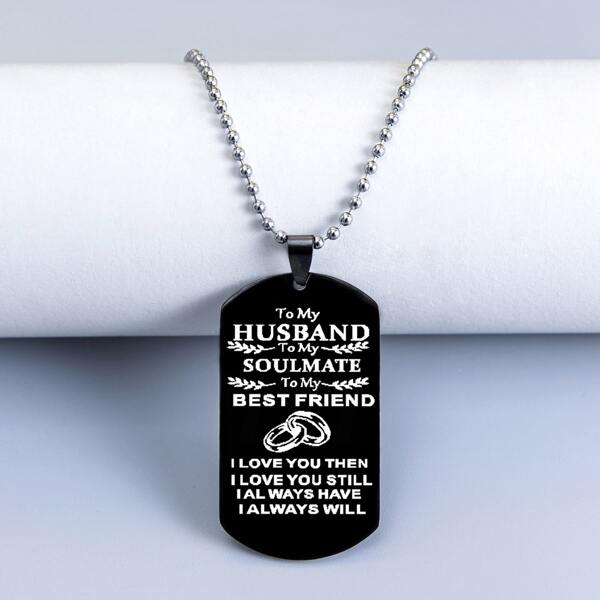 To My
HUSBAND
To My
SOULMATE
To My
BEST FRIEND
I LOVE YOU THEN
I LOVE YOU STILL
I AL WAYS HAVE
I ALWAYS WILL